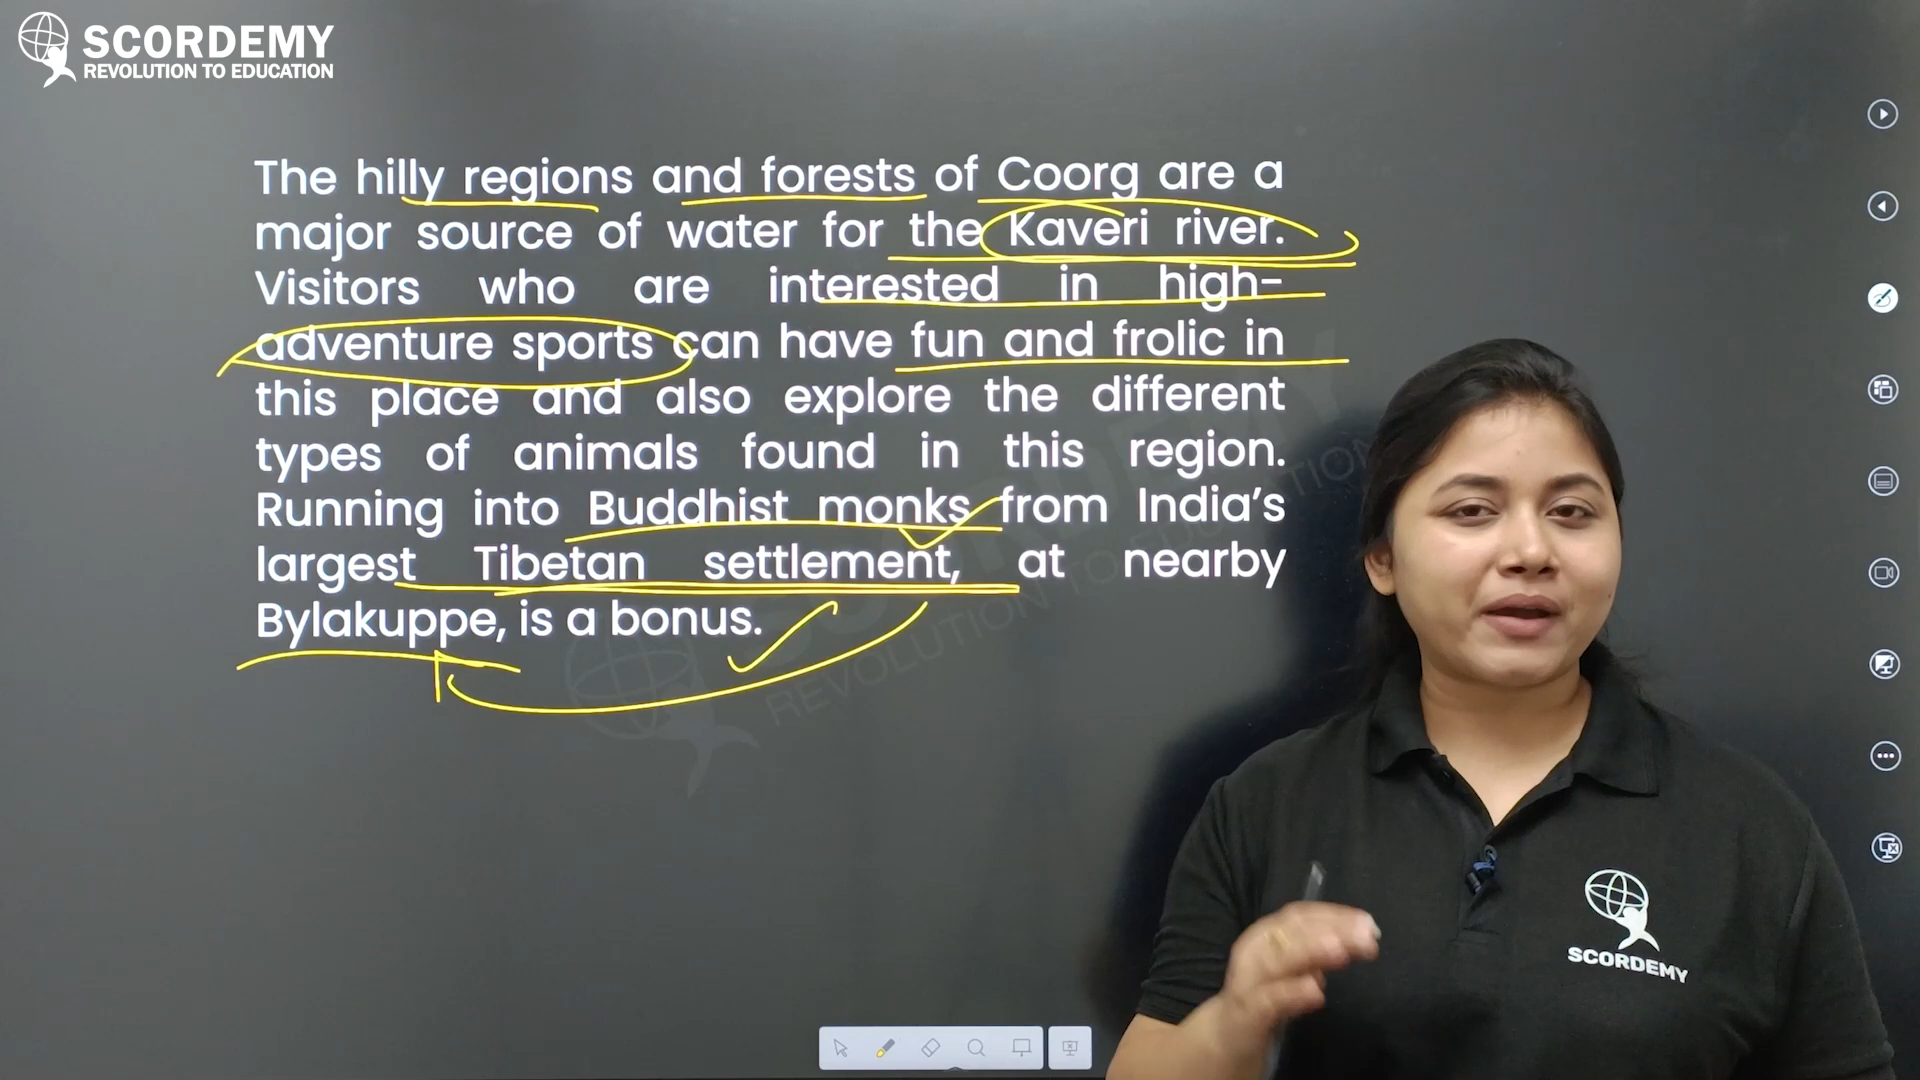 SCORDEMY
REVOLUTION TO EDUCATION
The hilly regions and forests of Coorg are a
major source of water for the Kaveri river.
Visitors who are interested in high-
adventure sports can have fun and frolic in
this place and also explore the different
types of animals found in this region.
Running into Buddhist monks from India's
largest Tibetan settlement, at nearby
Bylakuppe, is a bonus.
REVOLUTION TO EDUCATION
SCORDEMY